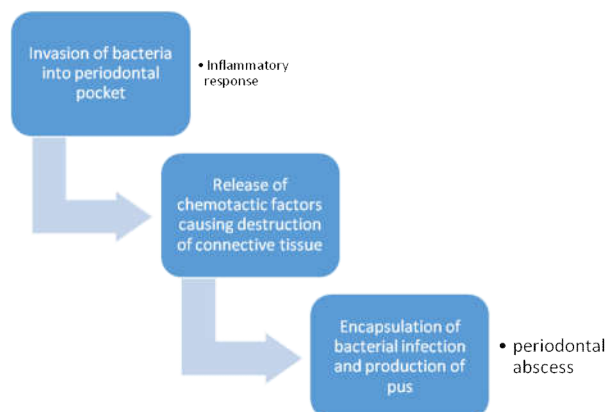 Invasion of bacteria
into periodontal
pocket
• Inflammatory
response
Release of
chemotactic factors
causing destruction
of connective tissue
Encapsulation of
bacterial infection
and production of
pus
• periodontal
abscess